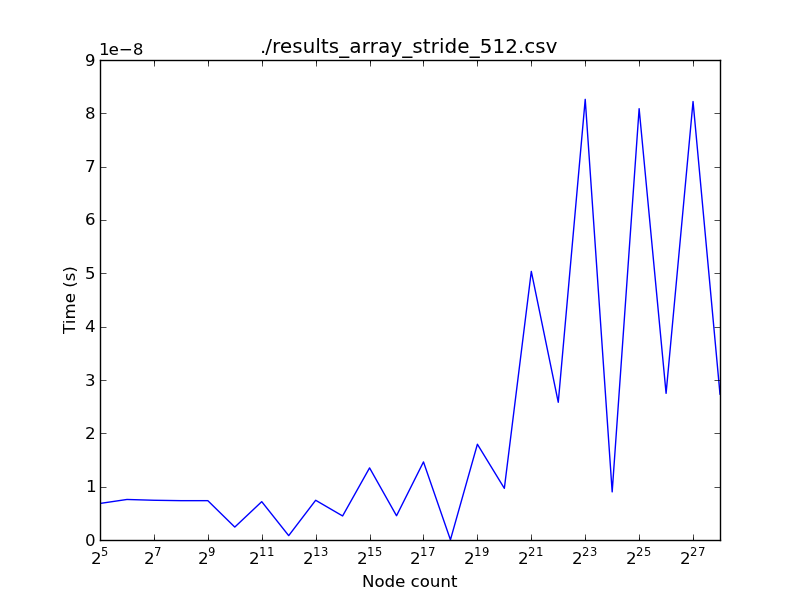 ./results_array_stride_512.csv
1e−8
9
8
7
6
5
4
3
2
1
0
Time (s)
2^5 2^7 2^9 2^11 2^13 2^15 2^17 2^19 2^21 2^23 2^25 2^27
Node count